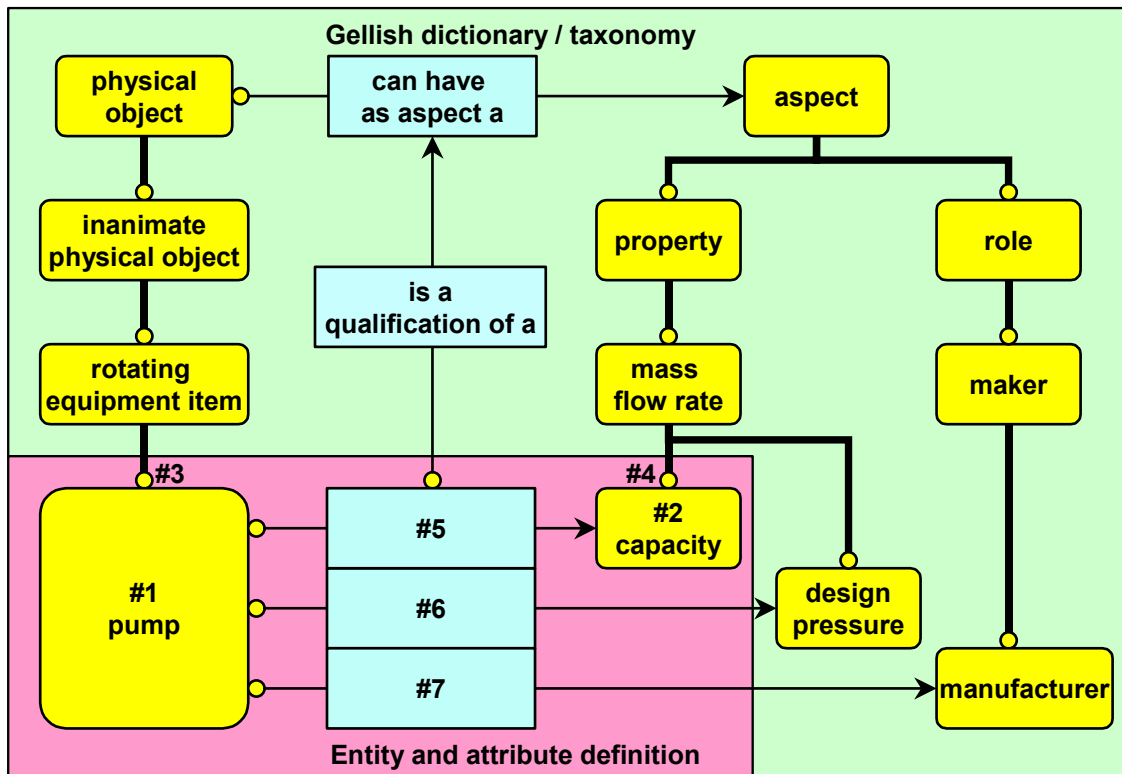 Gellish dictionary / taxonomy
physical
object
can have
as aspect a
aspect
inanimate
physical object
property
role
is a
qualification of a
rotating
equipment item
mass
flow rate
maker
#3
#4
#1
pump
#5
#2
capacity
#6
design
pressure
#7
manufacturer
Entity and attribute definition